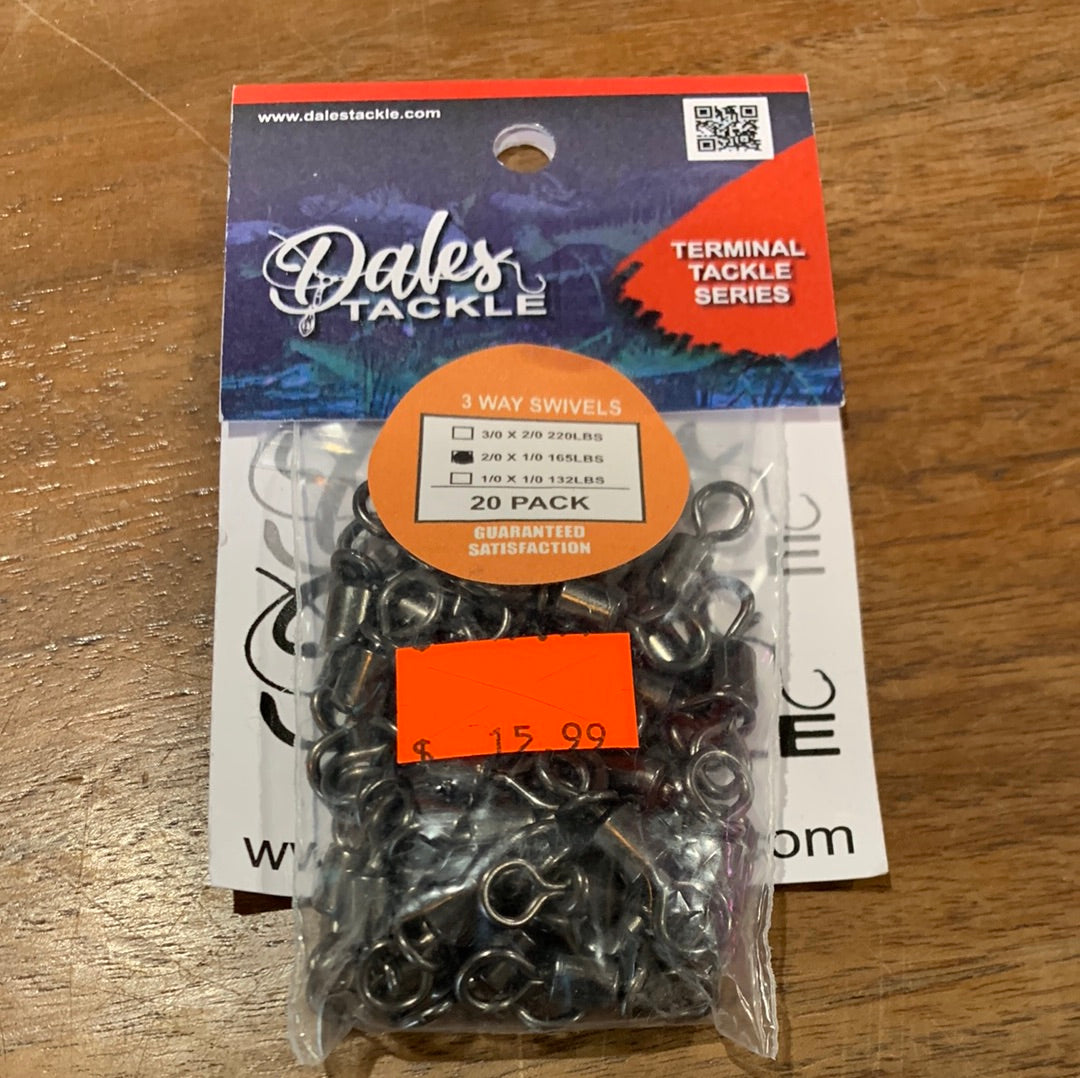 www.dalestackle.com
Dales
TACKLE
TERMINAL
TACKLE
SERIES
3 WAY SWIVELS
3/0 X 2/0 220LBS
2/0 X 1/0 165LBS
1/0 X 1/0 132LBS
20 PACK
GUARANTEED
SATISFACTION
$ 15.99